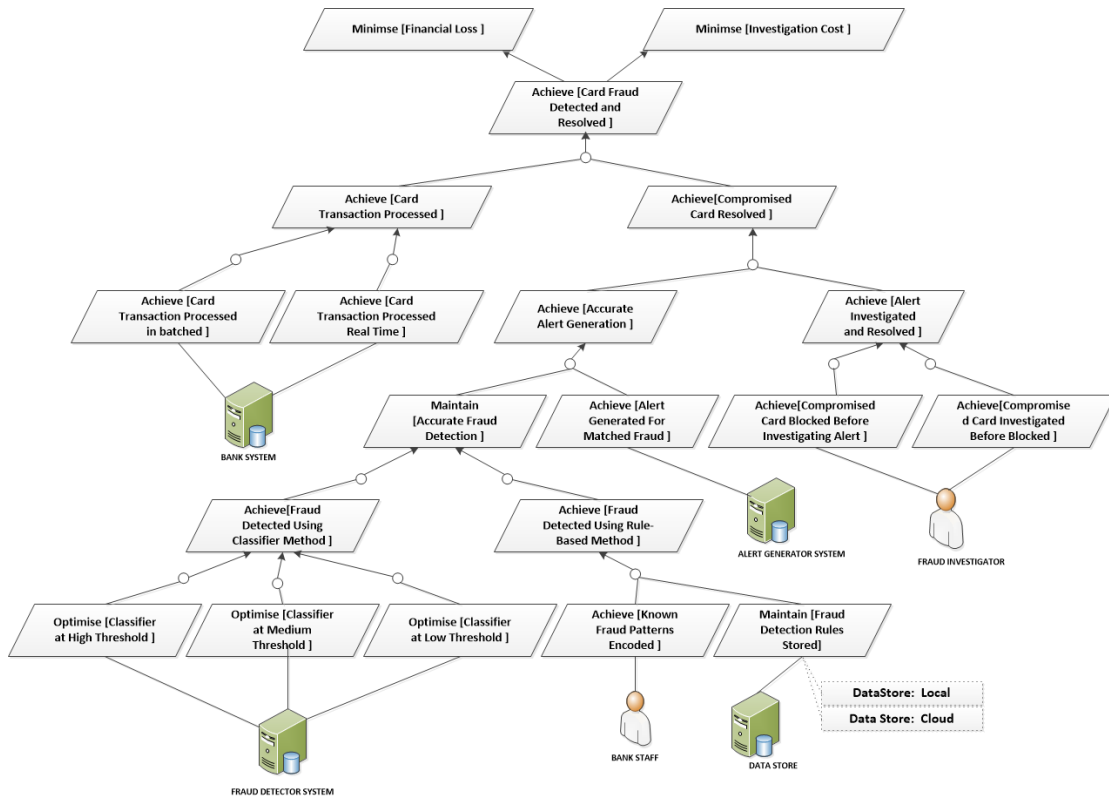 Minimse [Financial Loss ]
Minimse [Investigation Cost ]
Achieve [Card Fraud
Detected and
Resolved ]
Achieve [Card
Transaction Processed ]
Achieve[Compromised
Card Resolved ]
Achieve [Card
Transaction Processed
in batched ]
Achieve [Card
Transaction Processed
Real Time ]
Achieve [Accurate
Alert Generation ]
Achieve [Alert
Investigated
and Resolved ]
BANK SYSTEM
Maintain
[Accurate Fraud
Detection ]
Achieve [Alert
Generated For
Matched Fraud ]
Achieve[Compromised
Card Blocked Before
Investigating Alert ]
Achieve[Compromise
d Card Investigated
Before Blocked ]
Achieve[Fraud
Detected Using
Classifier Method ]
Achieve [Fraud
Detected Using Rule-
Based Method ]
ALERT GENERATOR SYSTEM
FRAUD INVESTIGATOR
Optimise [Classifier
at High Threshold ]
Optimise [Classifier
at Medium
Threshold ]
Optimise [Classifier
at Low Threshold ]
Achieve [Known
Fraud Patterns
Encoded ]
Maintain [Fraud
Detection Rules
Stored]
DataStore: Local
Data Store: Cloud
FRAUD DETECTOR SYSTEM
BANK STAFF
DATA STORE